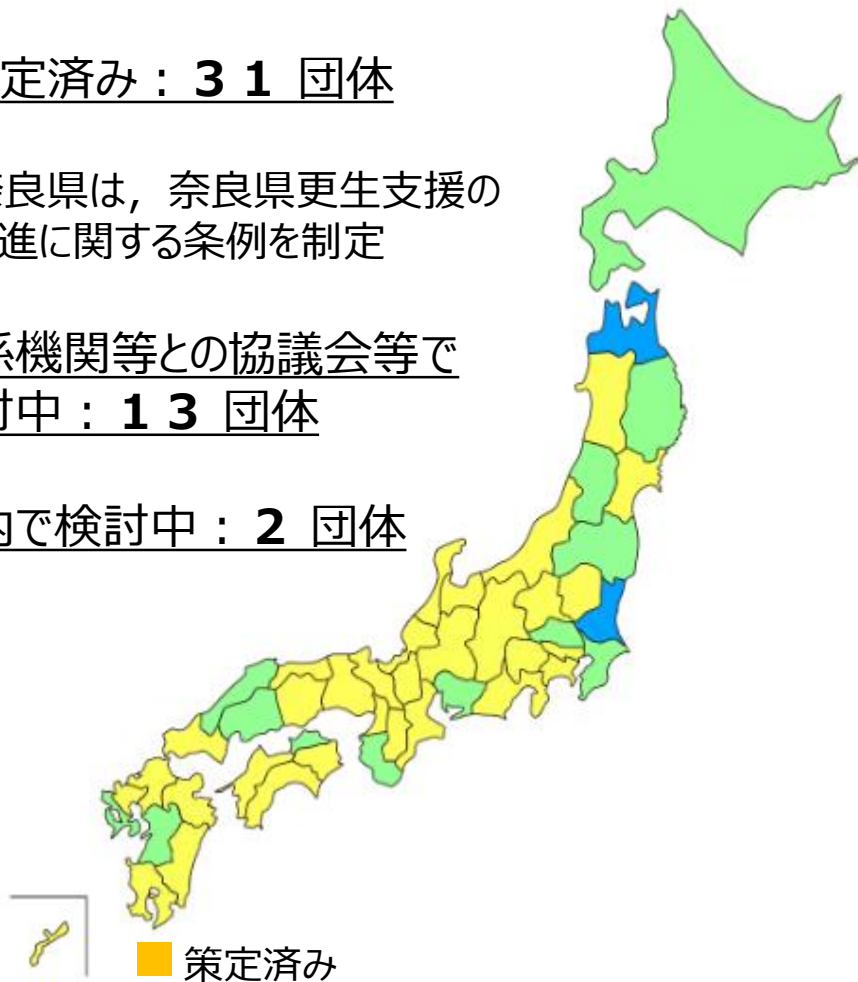 定済み：３１ 団体
奈良県は，奈良県更生支援の
進に関する条例を制定
係機関等との協議会等で
討中：１３ 団体
内で検討中：２ 団体
策定済み